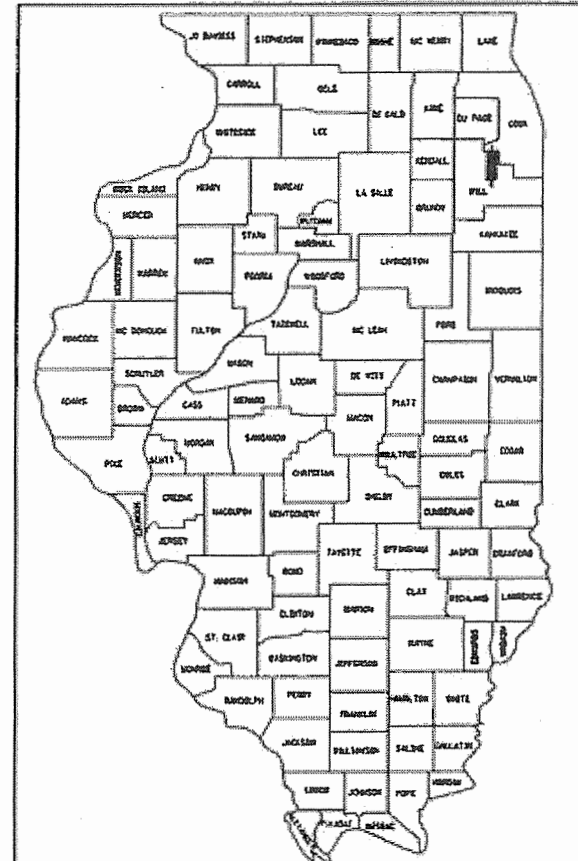 JO DAVIESS
STEPHENSON
WINNEBAGO
BOONE
MC HENRY
LAKE
CARROLL
OGLE
DE KALB
KANE
DU PAGE
COOK
WHITESIDE
LEE
KENDALL
WILL
ROCK ISLAND
HENRY
BUREAU
LA SALLE
GRUNDY
MERCER
PUTNAM
KANKAKEE
STARK
MARSHALL
LIVINGSTON
HENDERSON
WARREN
KNOX
PEORIA
WOODFORD
IROQUOIS
FORD
HANCOCK
MC DONOUGH
FULTON
TAZEWELL
MC LEAN
MASON
SCHUYLER
LOGAN
DE WITT
CHAMPAIGN
VERMILION
ADAMS
BROWN
CASS
MENARD
PIATT
MACON
MORGAN
SANGAMON
DOUGLAS
EDGAR
PIKE
SCOTT
CHRISTIAN
MOULTRIE
COLES
SHELBY
GREENE
MACOUPIN
MONTGOMERY
CUMBERLAND
CLARK
CALHOUN
JERSEY
FAYETTE
EFFINGHAM
JASPER
CRAWFORD
BOND
MADISON
CLAY
RICHLAND
LAWRENCE
CLINTON
MARION
ST. CLAIR
WAYNE
EDWARDS
WABASH
WASHINGTON
JEFFERSON
MONROE
RANDOLPH
PERRY
HAMILTON
WHITE
FRANKLIN
JACKSON
WILLIAMSON
SALINE
GALLATIN
UNION
JOHNSON
POPE
HARDIN
ALEXANDER
PULASKI
MASSAC